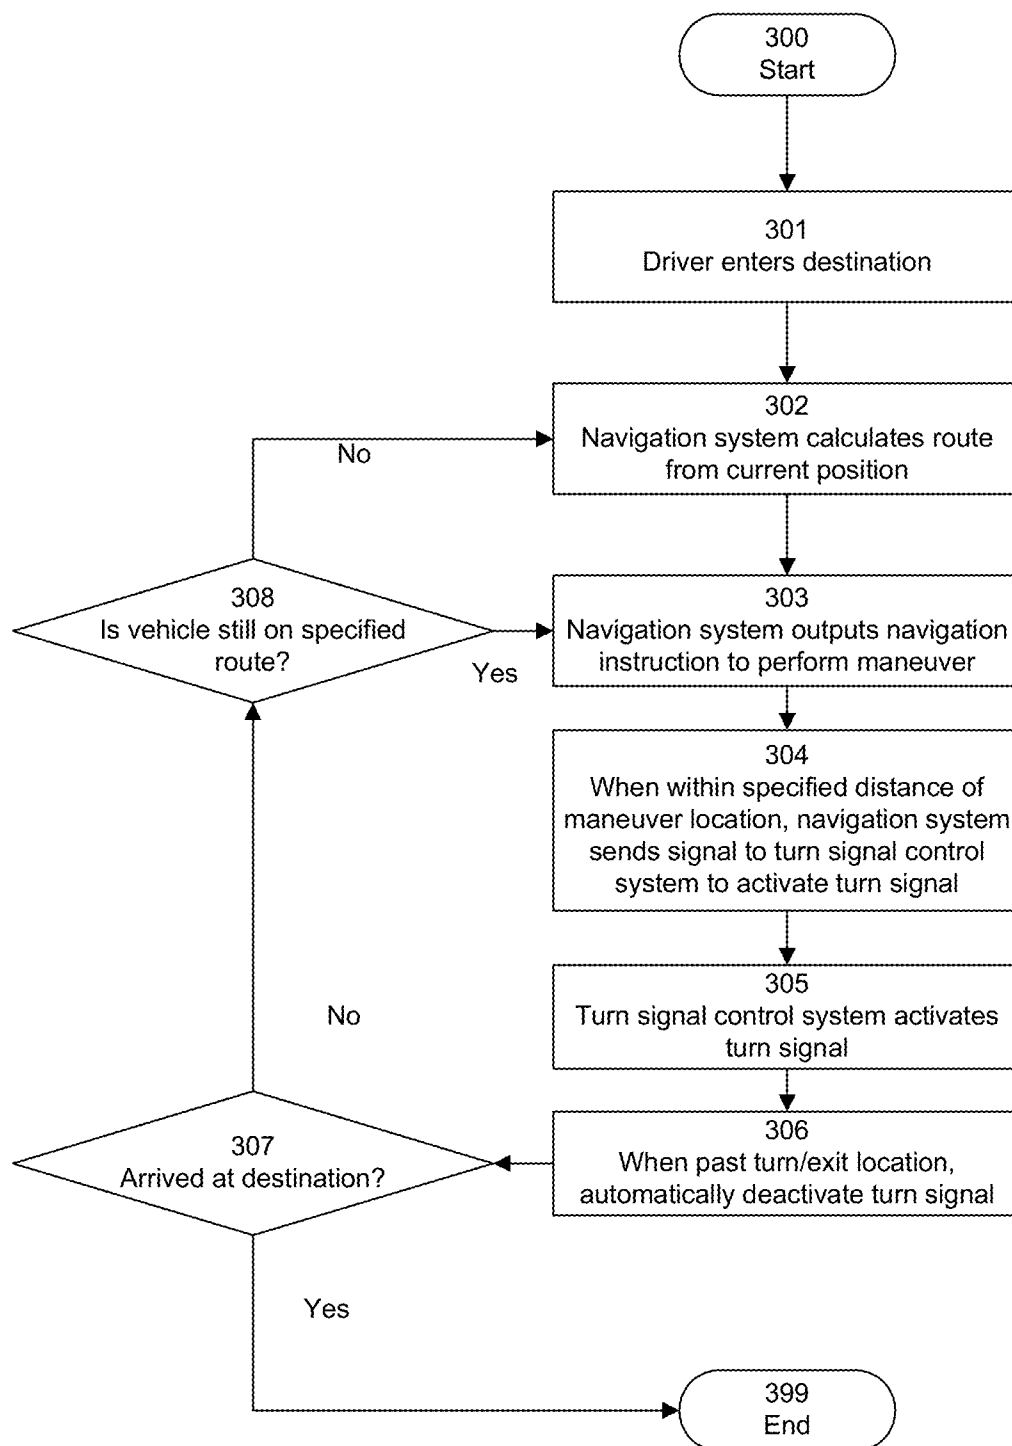 300
Start
301
Driver enters destination
302
Navigation system calculates route
from current position
No
308
Is vehicle still on specified
route?
Yes
303
Navigation system outputs navigation
instruction to perform maneuver
304
When within specified distance of
maneuver location, navigation system
sends signal to turn signal control
system to activate turn signal
305
Turn signal control system activates
turn signal
No
306
When past turn/exit location,
automatically deactivate turn signal
307
Arrived at destination?
Yes
399
End